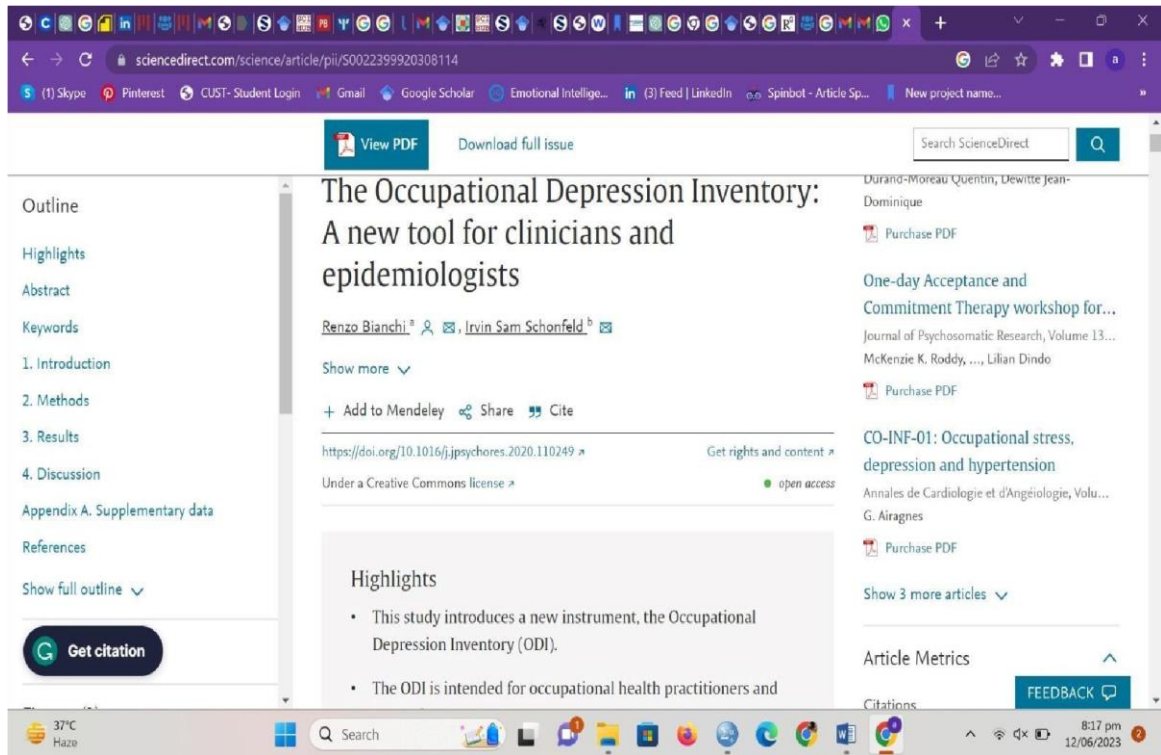 sciencedirect.com/science/article/pii/S0022399920308114
(1) Skype Pinterest CUST- Student Login Gmail Google Scholar Emotional Intellige... (3) Feed | LinkedIn Spinbot - Article Sp... New project name...
View PDF
Download full issue
Search ScienceDirect
Outline
Highlights
Abstract
Keywords
1. Introduction
2. Methods
3. Results
4. Discussion
Appendix A. Supplementary data
References
Show full outline
Get citation
The Occupational Depression Inventory:
A new tool for clinicians and
epidemiologists
Renzo Bianchi a, Irvin Sam Schonfeld b
Show more
+ Add to Mendeley Share Cite
https://doi.org/10.1016/j.jpsychores.2020.110249
Get rights and content
Under a Creative Commons license
open access
Highlights
• This study introduces a new instrument, the Occupational
Depression Inventory (ODI).
• The ODI is intended for occupational health practitioners and
Durand-Moreau Quentin, Dewitte Jean-
Dominique
Purchase PDF
One-day Acceptance and
Commitment Therapy workshop for...
Journal of Psychosomatic Research, Volume 13...
McKenzie K. Roddy, ..., Lilian Dindo
Purchase PDF
CO-INF-01: Occupational stress,
depression and hypertension
Annales de Cardiologie et d'Angéiologie, Volu...
G. Airagnes
Purchase PDF
Show 3 more articles
Article Metrics
Citations
FEEDBACK
37°C
Haze
Search
8:17 pm
12/06/2023